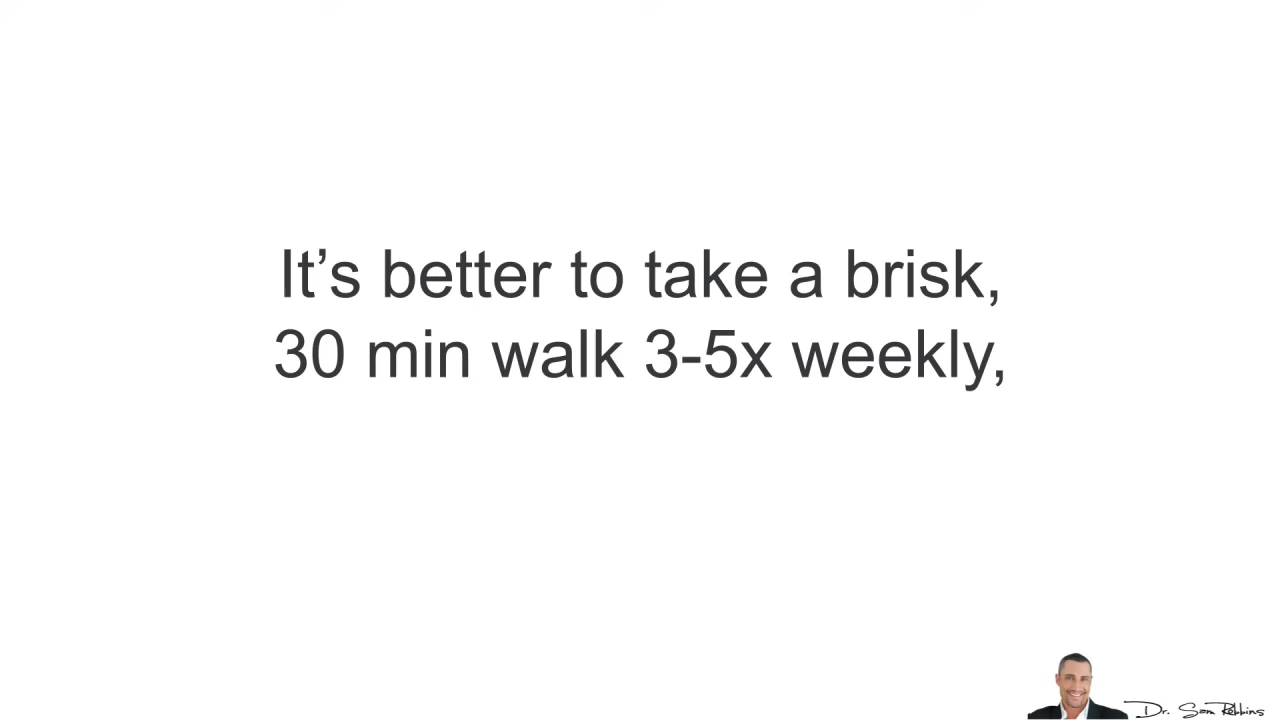 It’s better to take a brisk,
30 min walk 3-5x weekly,
Dr. Sam Robbins